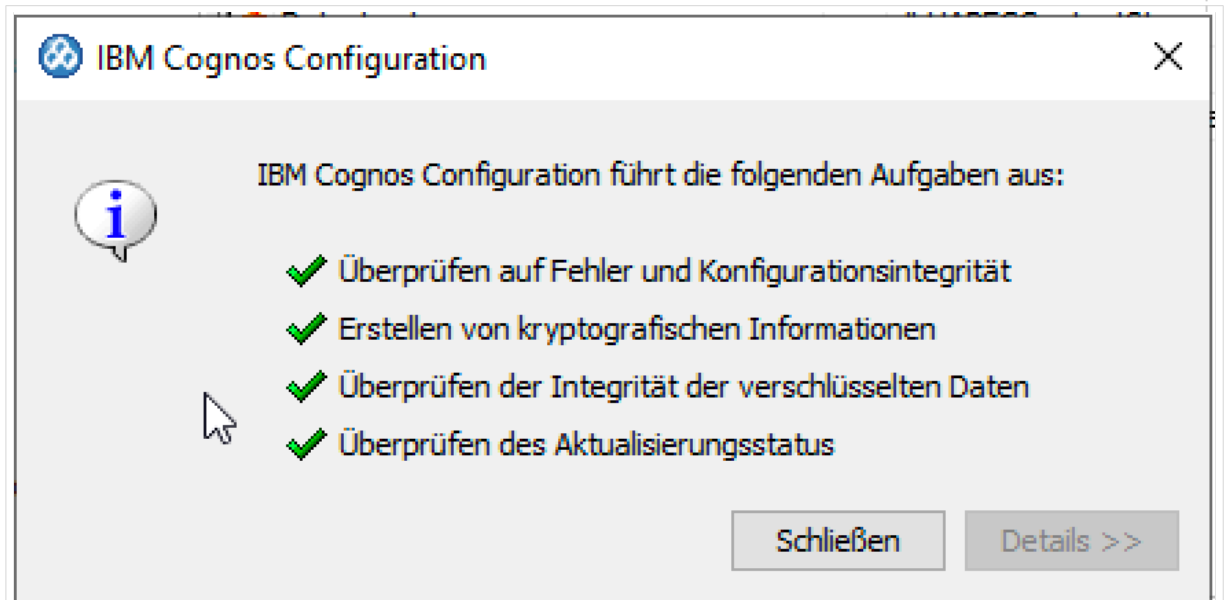 IBM Cognos Configuration
IBM Cognos Configuration führt die folgenden Aufgaben aus:
Überprüfen auf Fehler und Konfigurationsintegrität
Erstellen von kryptografischen Informationen
Überprüfen der Integrität der verschlüsselten Daten
Überprüfen des Aktualisierungsstatus
Schließen
Details >>